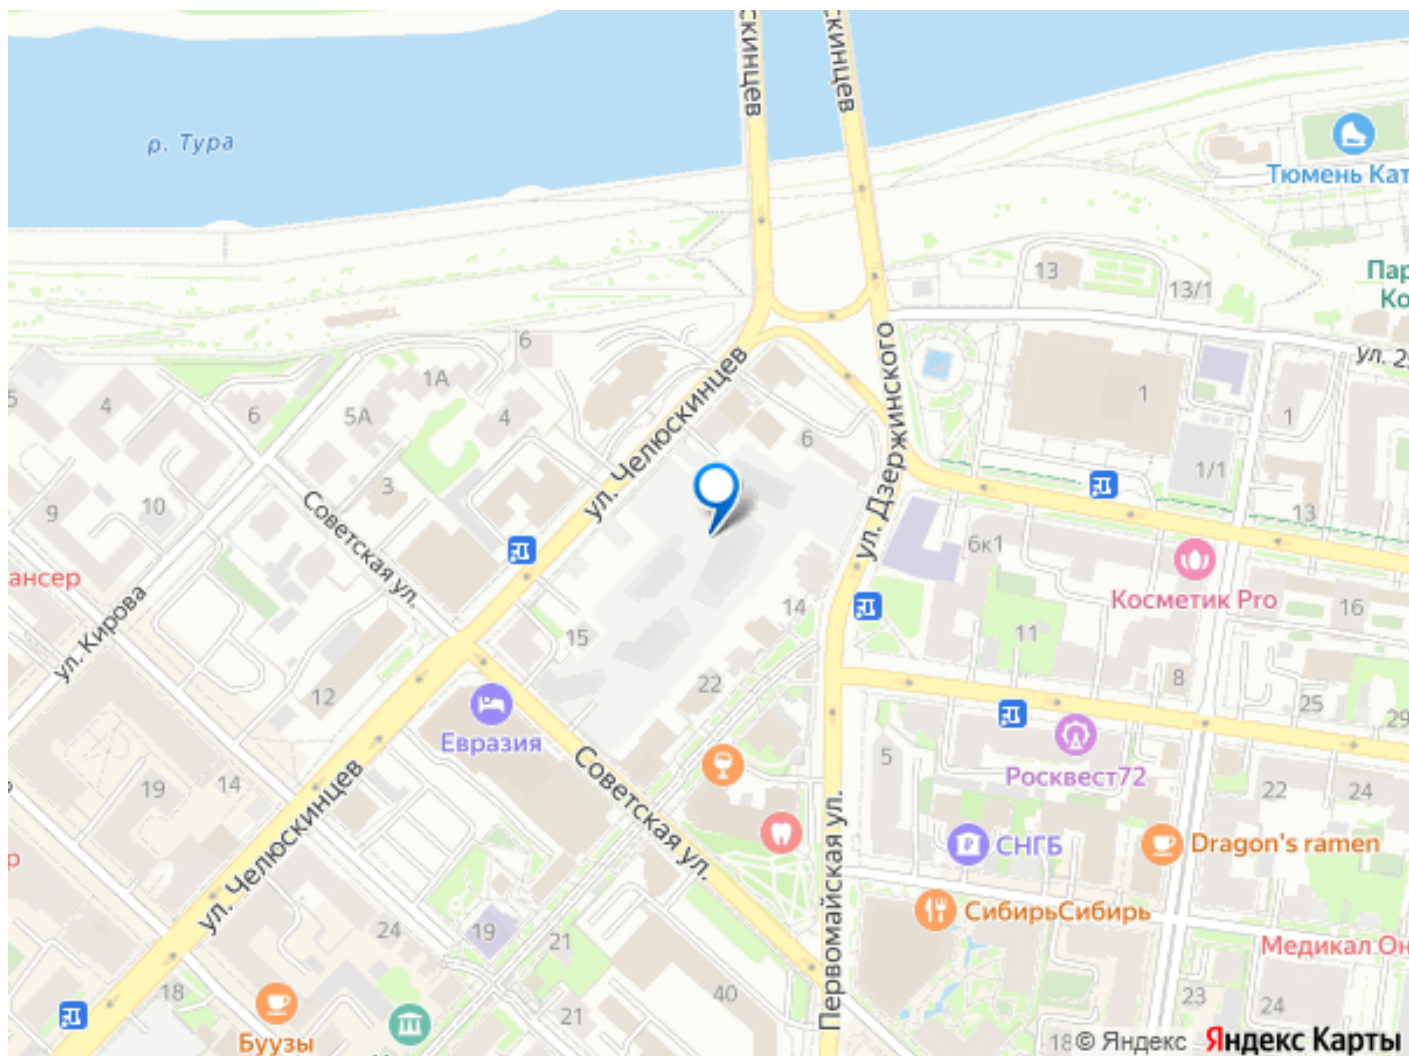 скинцев
скинцев
р. Тура
Тюмень Кат
Пар
Ко
13
13/1
ул. 2
6
1А
5
4
6
5А
4
ул. Челюскинцев
ул. Дзержинского
1
1
6
3
1/1
9
10
Советская ул.
13
6к1
ансер
Косметик Pro
16
ул. Кирова
14
15
11
12
22
8
25
29
Евразия
Советская ул.
5
Росквест72
19
14
22
24
ул. Челюскинцев
Первомайская ул.
СНГБ
Dragon's ramen
р
СибирьСибирь
24
19
21
Медикал Он
18
40
23
24
21
Буузы
18
© Яндекс Яндекс Карты